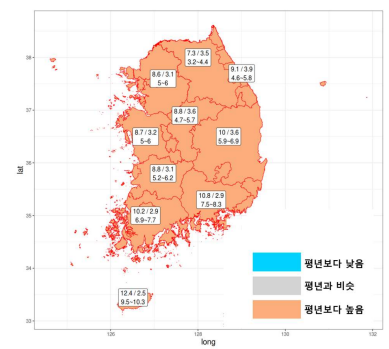 38
37
36
35
34
33
lat
7.3 / 3.5
3.2~4.4
9.1 / 3.9
4.6~5.8
8.6 / 3.1
5~6
8.8 / 3.6
4.7~5.7
8.7 / 3.2
5~6
10 / 3.6
5.9~6.9
8.8 / 3.1
5.2~6.2
10.8 / 2.9
7.5~8.3
10.2 / 2.9
6.9~7.7
12.4 / 2.5
9.5~10.3
평년보다 낮음
평년과 비슷
평년보다 높음
126
128
130
132
long